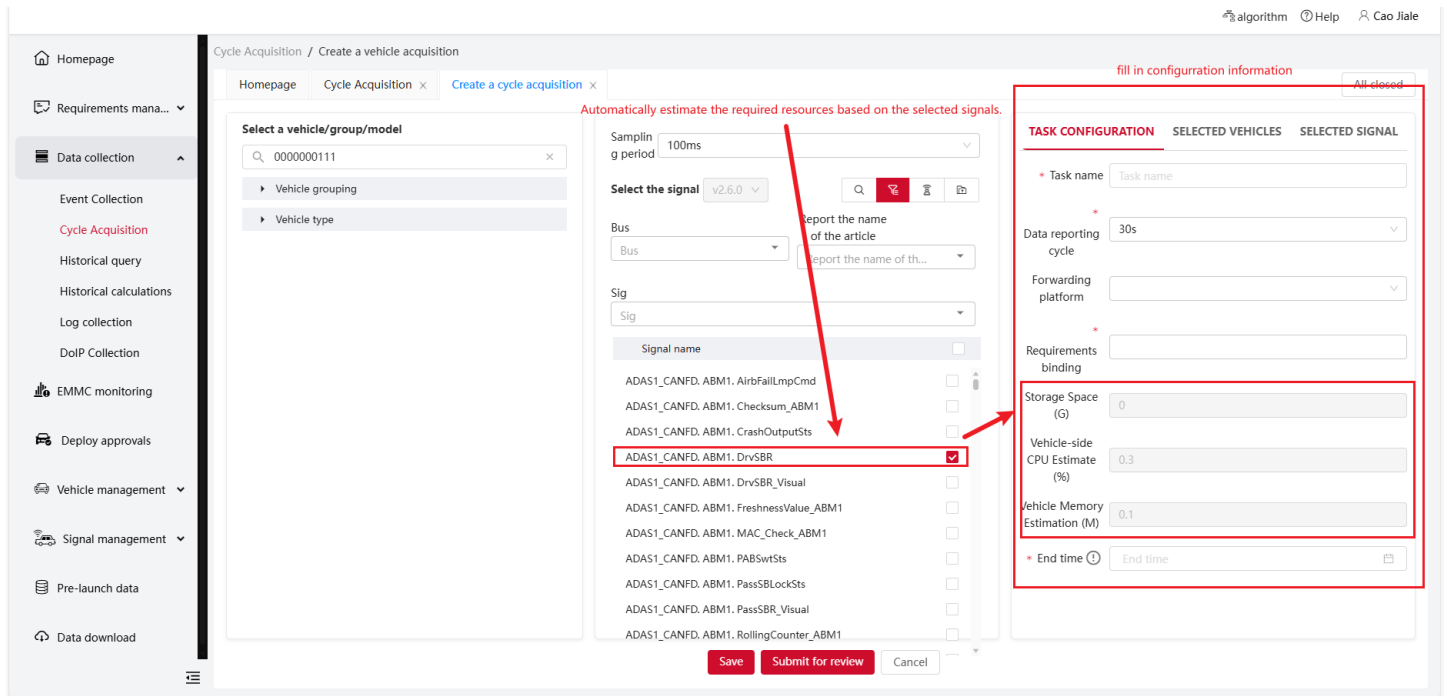 algorithm Help Cao Jiale
Homepage
Requirements mana...
Data collection
Event Collection
Cycle Acquisition
Historical query
Historical calculations
Log collection
DoIP Collection
EMMC monitoring
Deploy approvals
Vehicle management
Signal management
Pre-launch data
Data download
Cycle Acquisition / Create a vehicle acquisition
Homepage Cycle Acquisition × Create a cycle acquisition ×
All closed
fill in configurration information
Automatically estimate the required resources based on the selected signals.
Select a vehicle/group/model
0000000111 ×
Vehicle grouping
Vehicle type
Samplin
g period
100ms
Select the signal v2.6.0
Bus
Bus
Report the name
of the article
Report the name of th...
Sig
Sig
Signal name
ADAS1_CANFD. ABM1. AirbFailLmpCmd
ADAS1_CANFD. ABM1. Checksum_ABM1
ADAS1_CANFD. ABM1. CrashOutputSts
ADAS1_CANFD. ABM1. DrvSBR
ADAS1_CANFD. ABM1. DrvSBR_Visual
ADAS1_CANFD. ABM1. FreshnessValue_ABM1
ADAS1_CANFD. ABM1. MAC_Check_ABM1
ADAS1_CANFD. ABM1. PABSwtSts
ADAS1_CANFD. ABM1. PassSBLockSts
ADAS1_CANFD. ABM1. PassSBR_Visual
ADAS1_CANFD. ABM1. RollingCounter_ABM1
Save Submit for review Cancel
TASK CONFIGURATION SELECTED VEHICLES SELECTED SIGNAL
* Task name Task name
*
Data reporting
cycle
30s
Forwarding
platform
*
Requirements
binding
Storage Space
(G)
0
Vehicle-side
CPU Estimate
(%)
0.3
Vehicle Memory
Estimation (M)
0.1
* End time End time